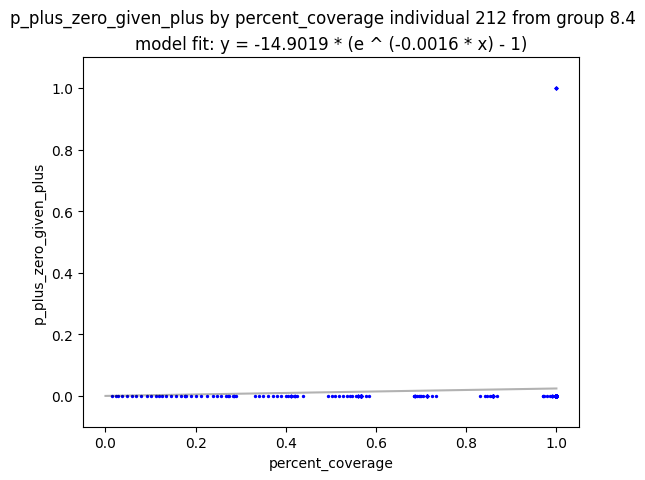 p_plus_zero_given_plus by percent_coverage individual 212 from group 8.4
model fit: y = -14.9019 * (e ^ (-0.0016 * x) - 1)
1.0
0.8
0.6
0.4
0.2
0.0
p_plus_zero_given_plus
0.0 0.2 0.4 0.6 0.8 1.0
percent_coverage